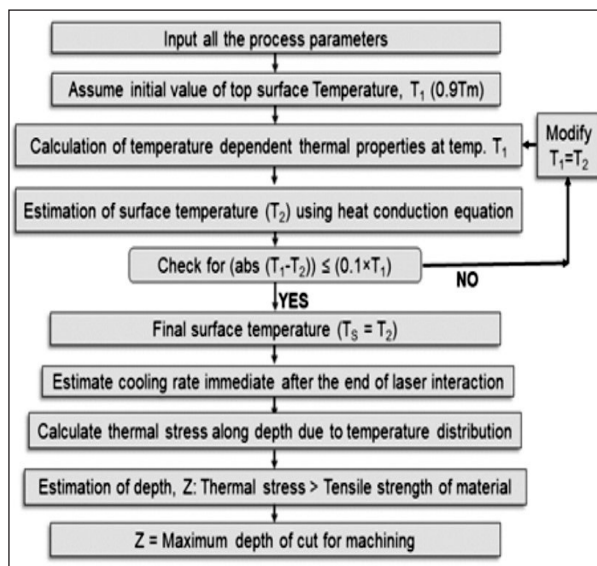 Input all the process parameters
Assume initial value of top surface Temperature, T₁ (0.9Tm)
Calculation of temperature dependent thermal properties at temp. T₁
Modify
T₁=T₂
Estimation of surface temperature (T₂) using heat conduction equation
Check for (abs (T₁-T₂)) ≤ (0.1×T₁)
NO
YES
Final surface temperature (Tₛ = T₂)
Estimate cooling rate immediate after the end of laser interaction
Calculate thermal stress along depth due to temperature distribution
Estimation of depth, Z: Thermal stress > Tensile strength of material
Z = Maximum depth of cut for machining